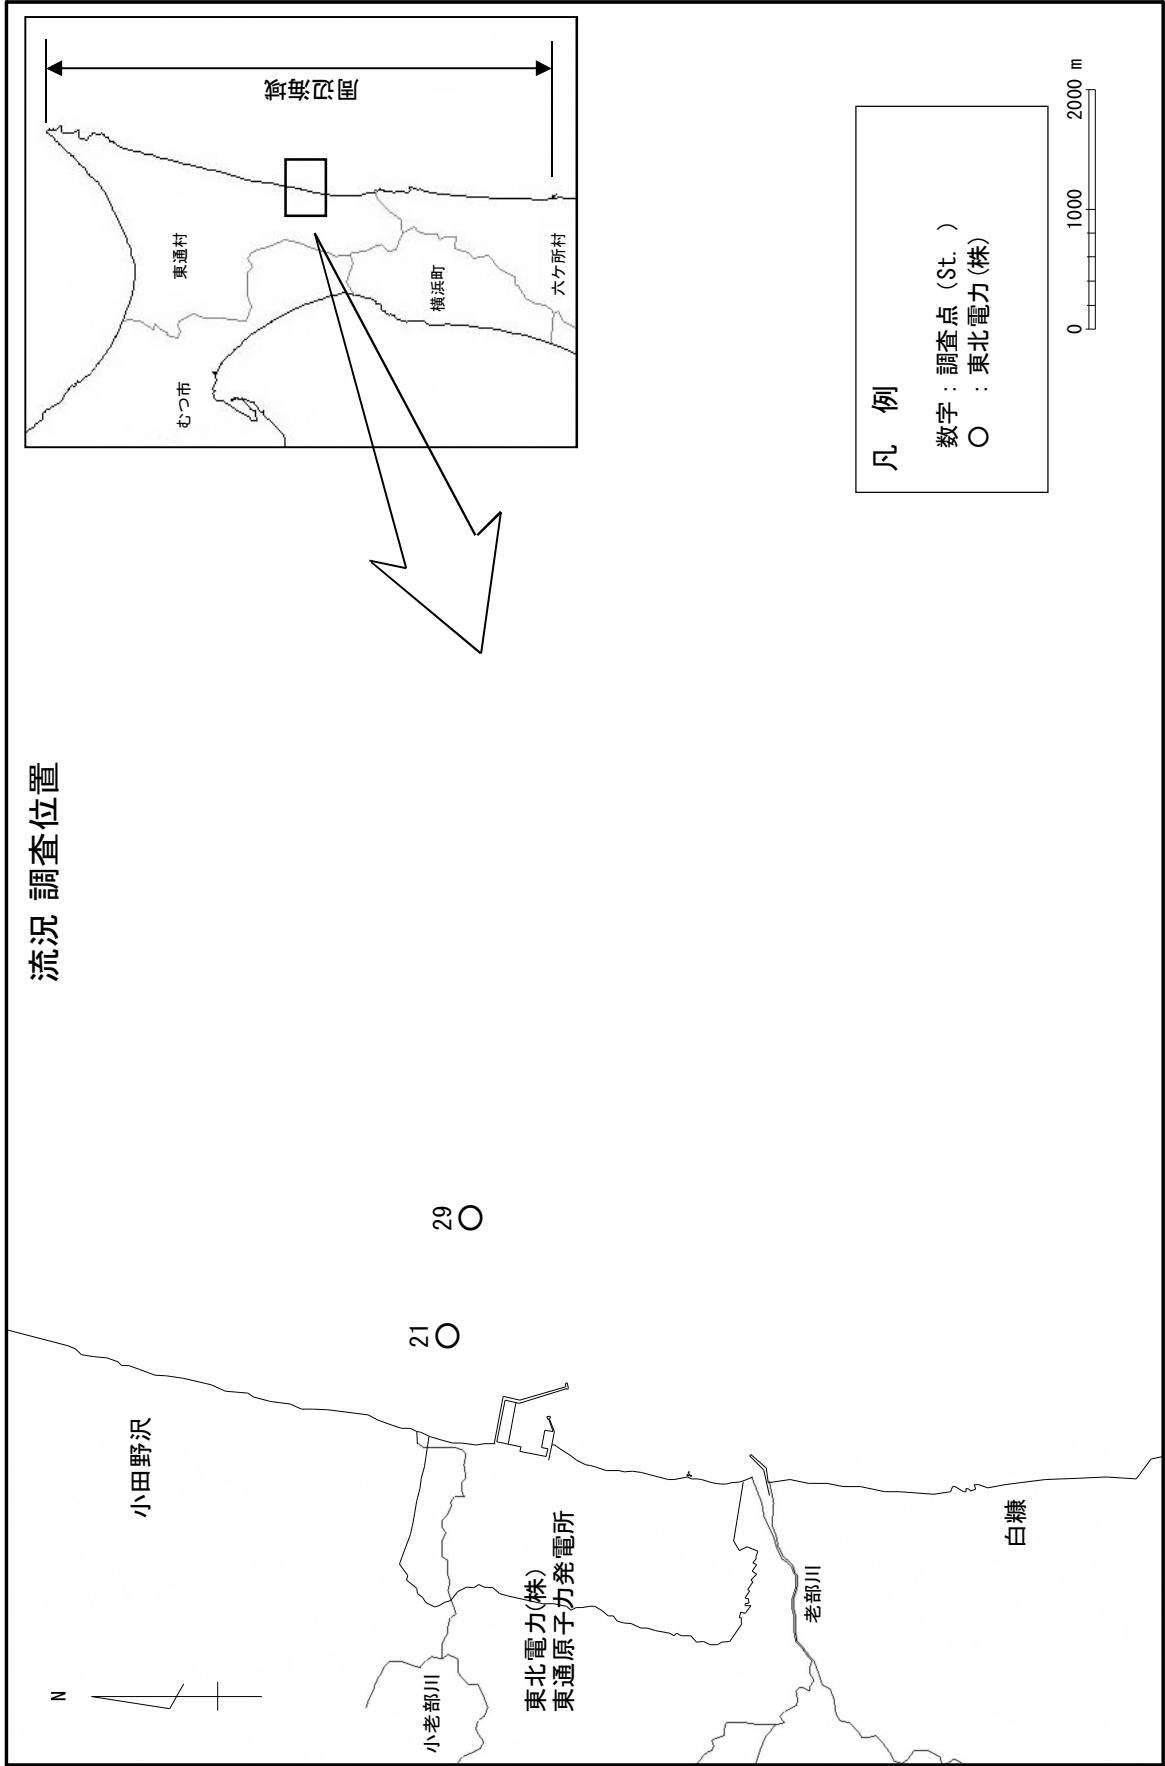 流況 調査位置
N
小田野沢
小老部川
東北電力(株)
東通原子力発電所
老部川
白糠
21
29
むつ市
東通村
横浜町
六ケ所村
周辺海域
凡 例
数字 : 調査点 (St. )
○ : 東北電力(株)
0 1000 2000 m